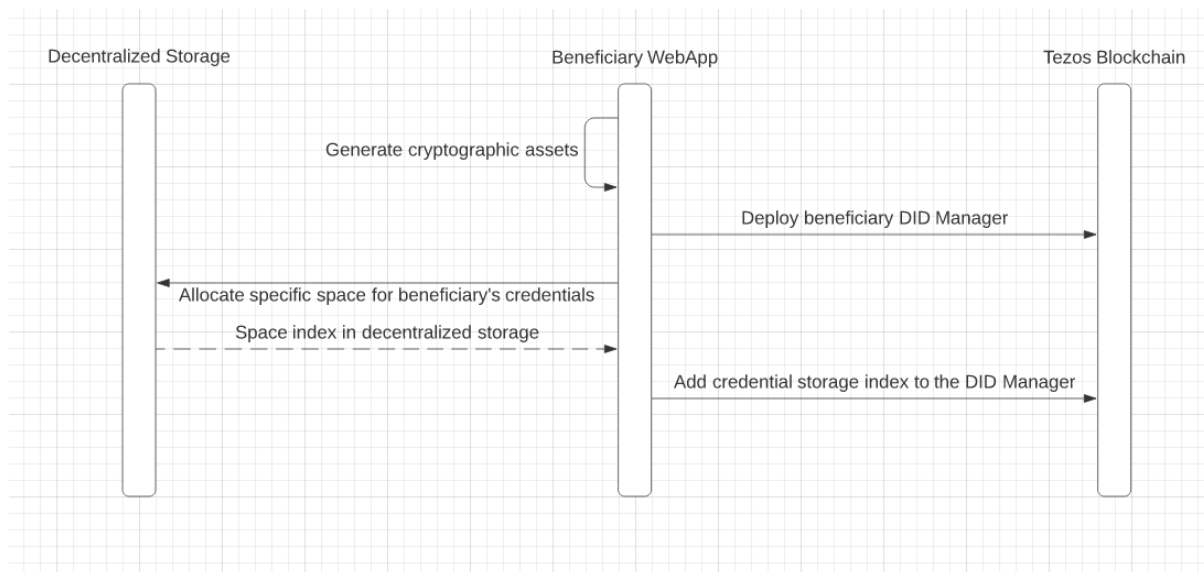 Decentralized Storage
Beneficiary WebApp
Tezos Blockchain
Generate cryptographic assets
Deploy beneficiary DID Manager
Allocate specific space for beneficiary's credentials
Space index in decentralized storage
Add credential storage index to the DID Manager